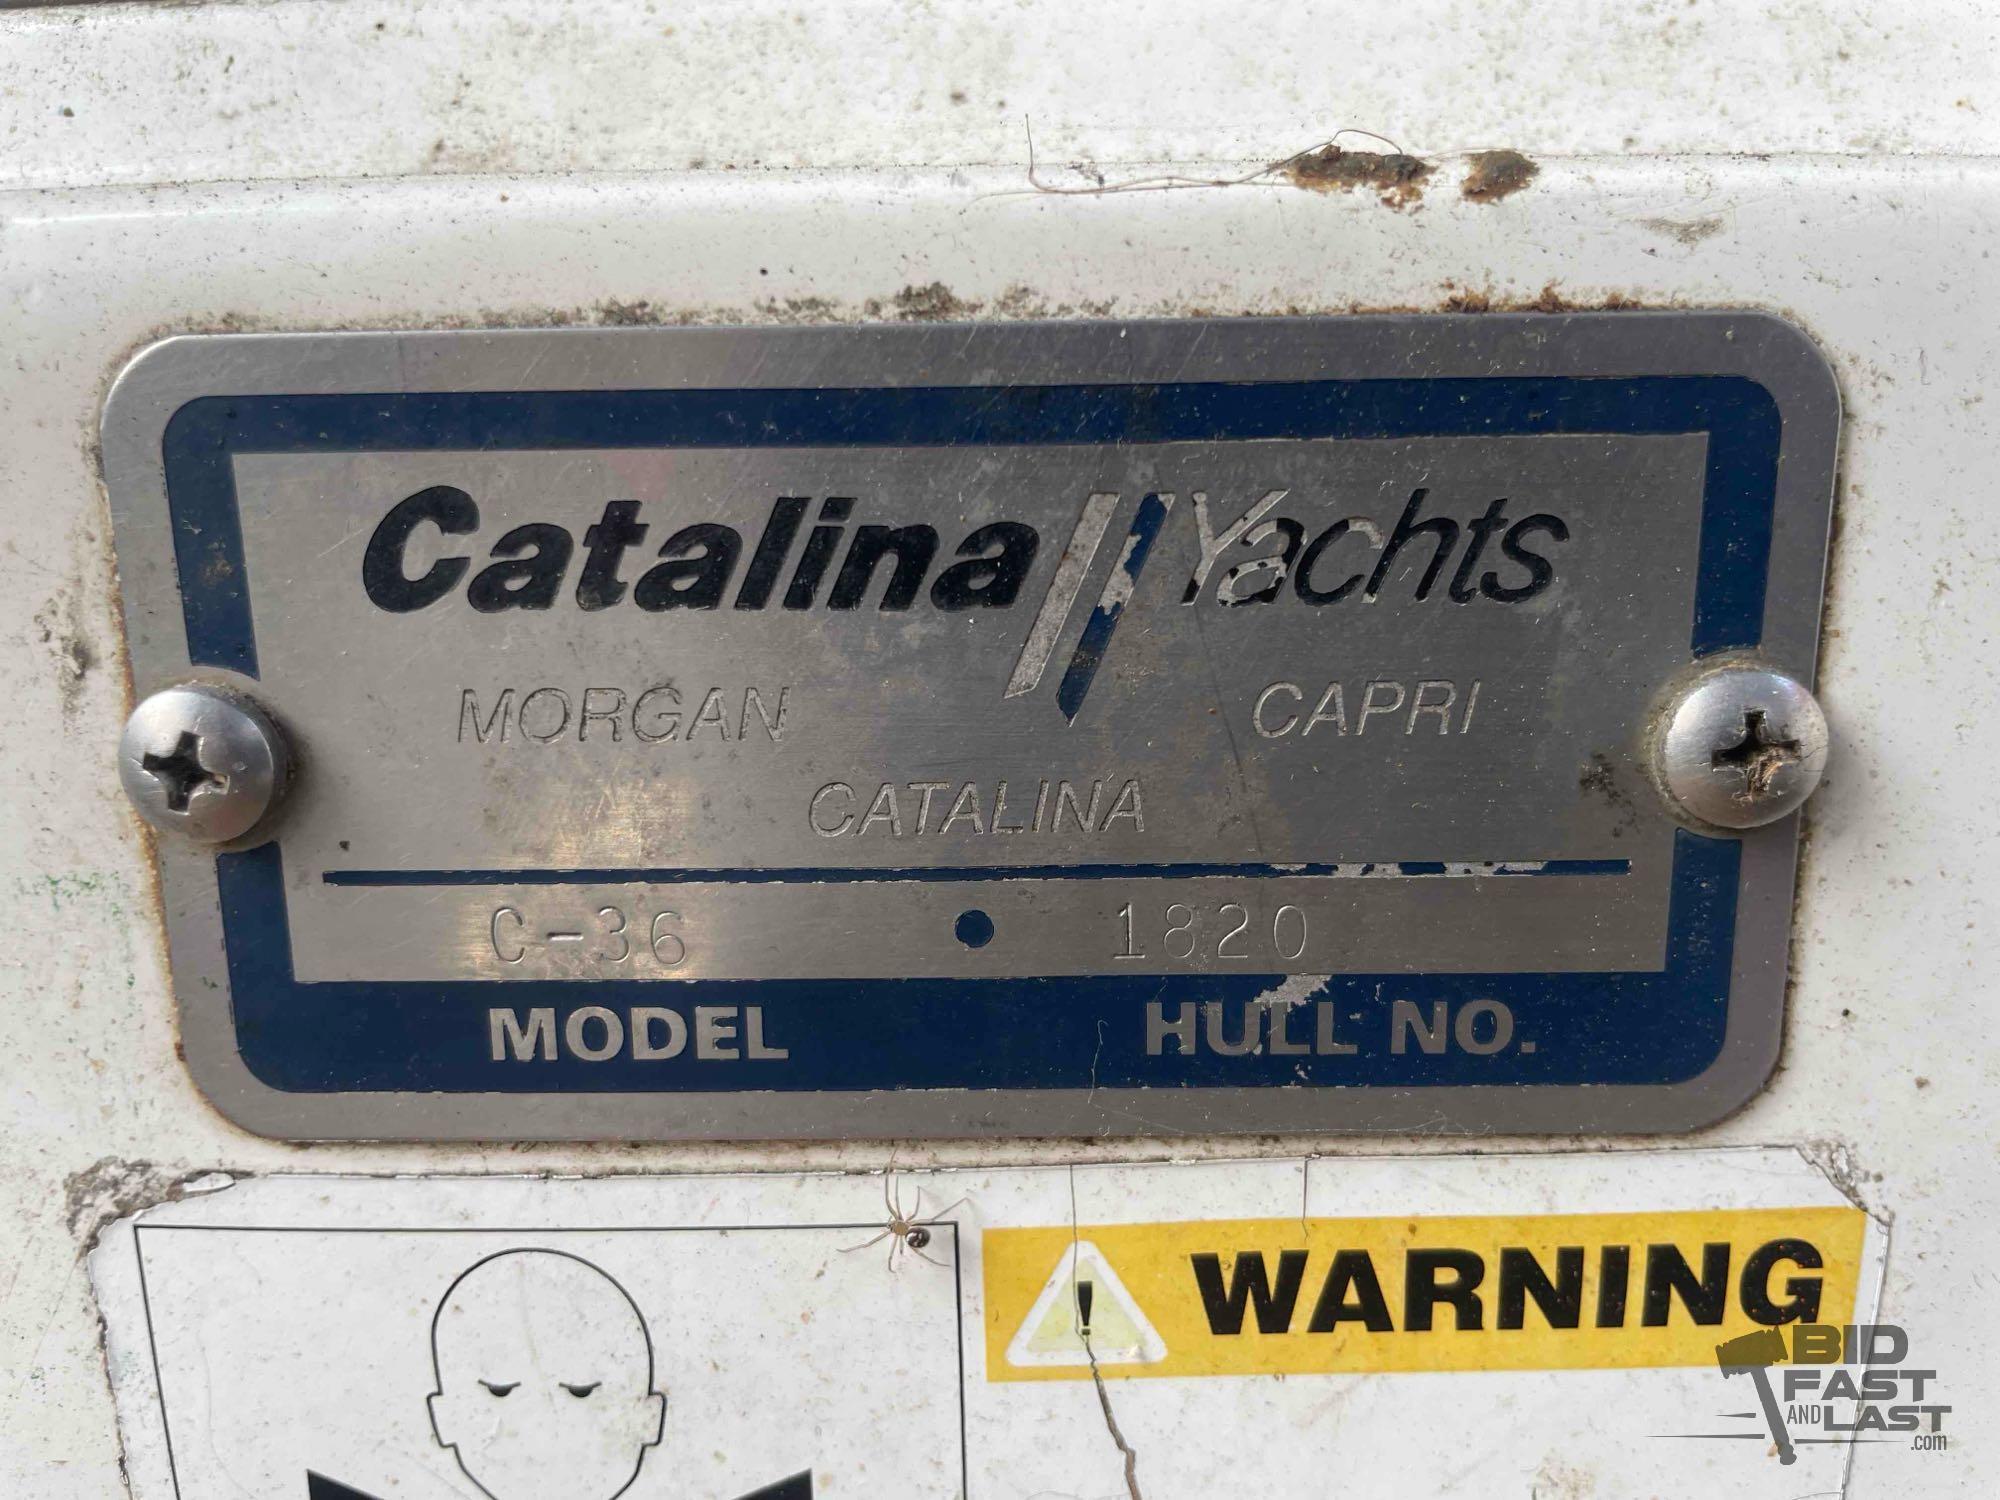 Catalina Yachts
MORGAN CAPRI
CATALINA
C-36 • 1820
MODEL HULL NO.
! WARNING
BID
FAST
AND LAST
.com